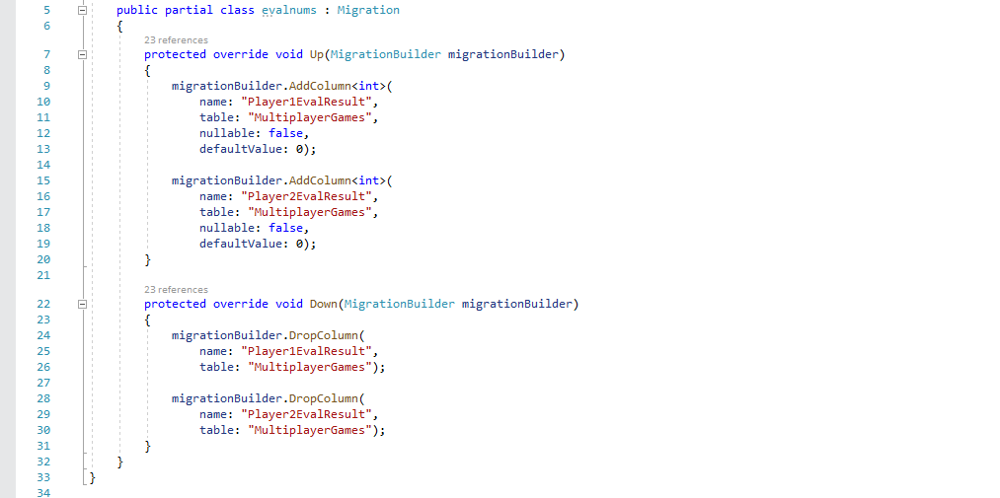 5 public partial class evalnums : Migration
6 {
23 references
7 protected override void Up(MigrationBuilder migrationBuilder)
8 {
9 migrationBuilder.AddColumn<int>(
10 name: "Player1EvalResult",
11 table: "MultiplayerGames",
12 nullable: false,
13 defaultValue: 0);
14
15 migrationBuilder.AddColumn<int>(
16 name: "Player2EvalResult",
17 table: "MultiplayerGames",
18 nullable: false,
19 defaultValue: 0);
20 }
21
23 references
22 protected override void Down(MigrationBuilder migrationBuilder)
23 {
24 migrationBuilder.DropColumn(
25 name: "Player1EvalResult",
26 table: "MultiplayerGames");
27
28 migrationBuilder.DropColumn(
29 name: "Player2EvalResult",
30 table: "MultiplayerGames");
31 }
32 }
33 }
34